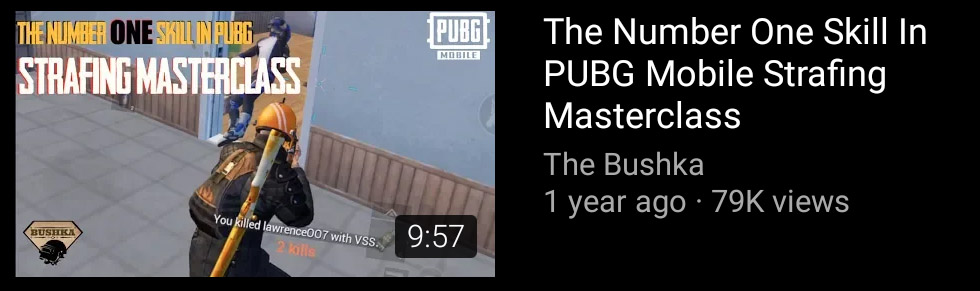 THE NUMBER ONE SKILL IN PUBG
STRAFING MASTERCLASS
PUBG
MOBILE
BUSHKA
You killed lawrence007 with VSS.
2 kills
9:57
The Number One Skill In
PUBG Mobile Strafing
Masterclass
The Bushka
1 year ago · 79K views